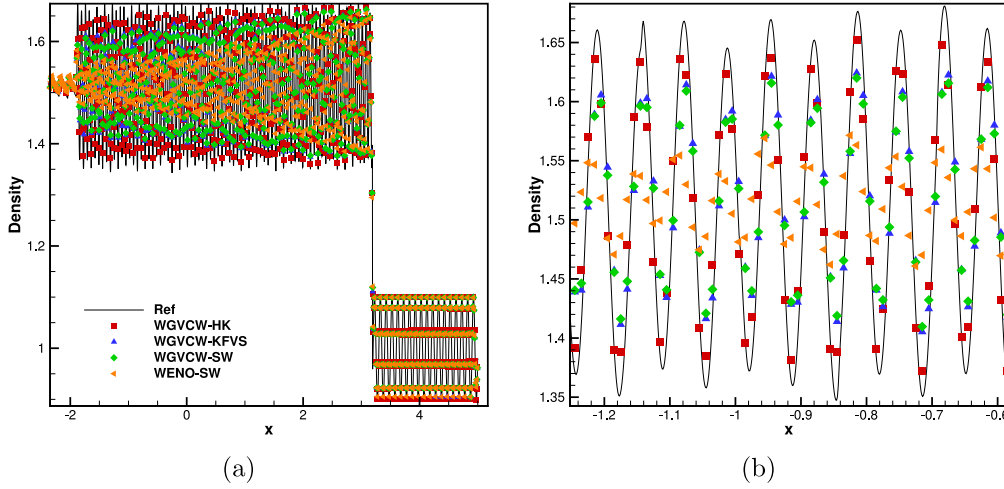 1.6
1.4
1.2
1
Density
Ref
WGVCW-HK
WGVCW-KFVS
WGVCW-SW
WENO-SW
-2
0
2
4
x
(a)
1.65
1.6
1.55
1.5
1.45
1.4
1.35
Density
-1.2
-1.1
-1
-0.9
-0.8
-0.7
x
(b)